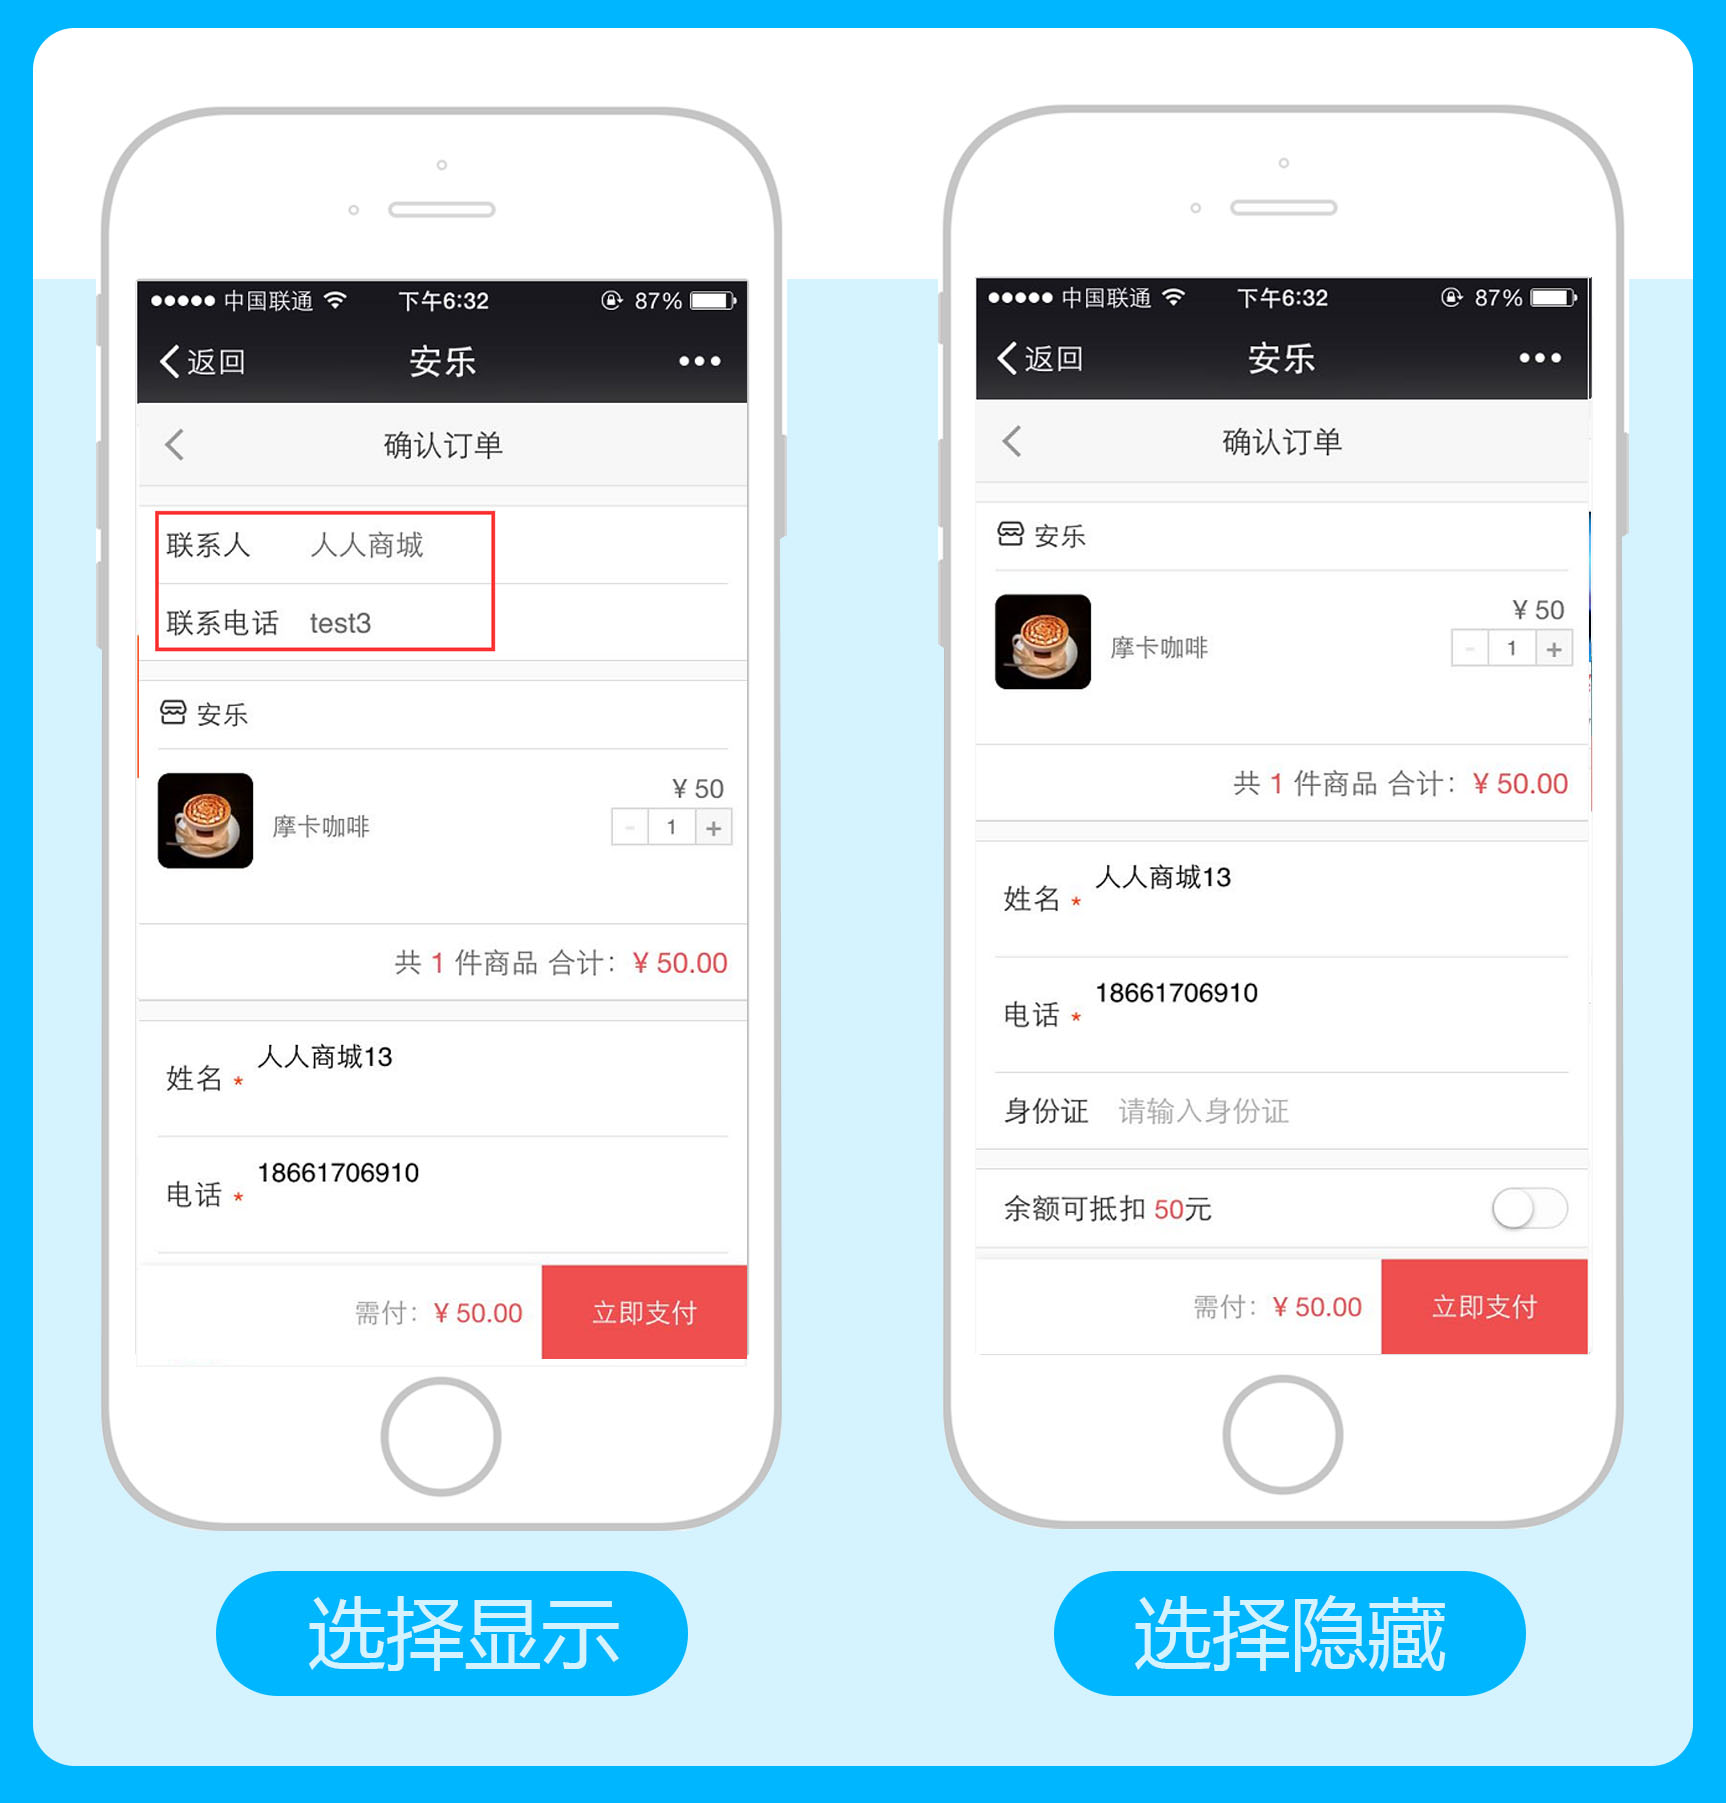 中国联通 下午6:32 87%
返回 安乐 •••
确认订单
联系人 人人商城
联系电话 test3
安乐
¥ 50
摩卡咖啡 - 1 +
共 1 件商品 合计：¥ 50.00
姓名 * 人人商城13
电话 * 18661706910
需付：¥ 50.00 立即支付
选择显示
中国联通 下午6:32 87%
返回 安乐 •••
确认订单
安乐
¥ 50
摩卡咖啡 - 1 +
共 1 件商品 合计：¥ 50.00
姓名 * 人人商城13
电话 * 18661706910
身份证 请输入身份证
余额可抵扣 50元
需付：¥ 50.00 立即支付
选择隐藏